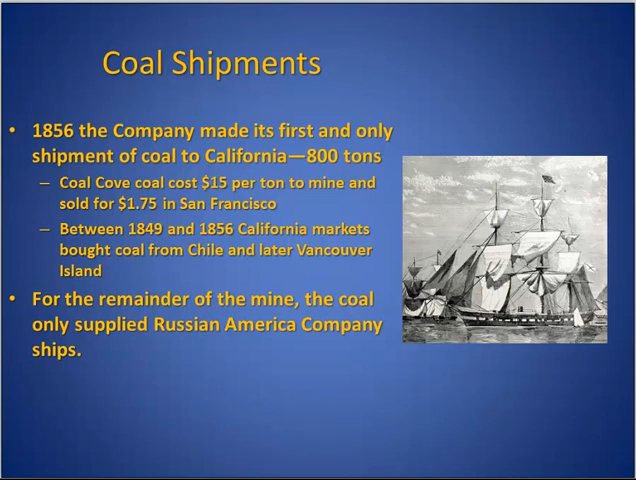 Coal Shipments
• 1856 the Company made its first and only
shipment of coal to California—800 tons
– Coal Cove coal cost $15 per ton to mine and
sold for $1.75 in San Francisco
– Between 1849 and 1856 California markets
bought coal from Chile and later Vancouver
Island
• For the remainder of the mine, the coal
only supplied Russian America Company
ships.